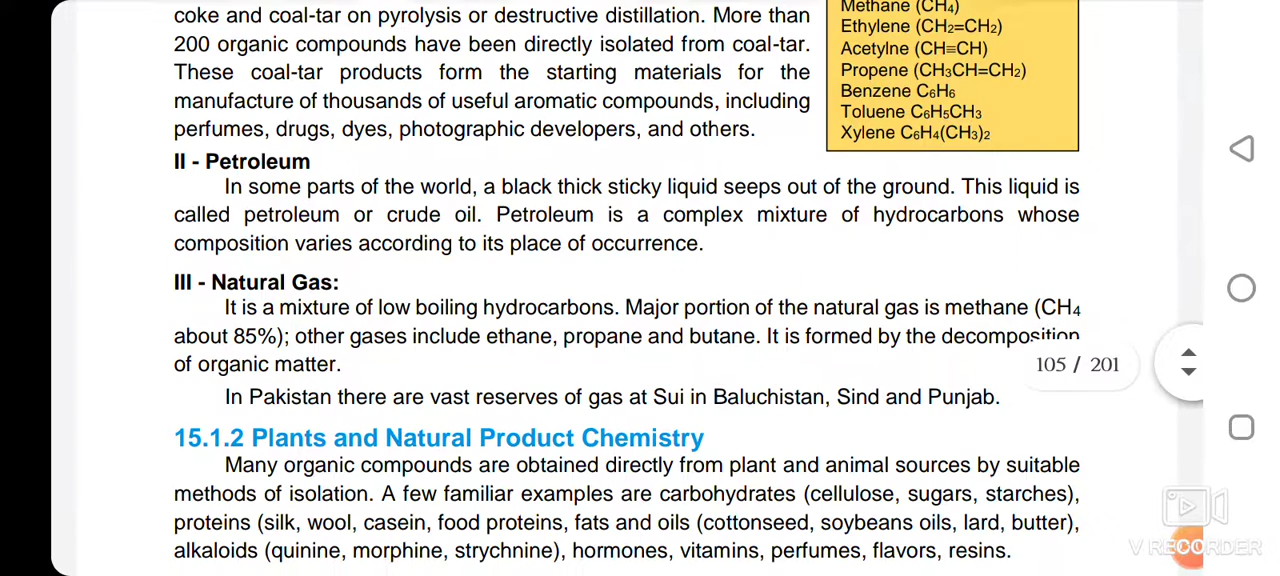 coke and coal-tar on pyrolysis or destructive distillation. More than
200 organic compounds have been directly isolated from coal-tar.
These coal-tar products form the starting materials for the
manufacture of thousands of useful aromatic compounds, including
perfumes, drugs, dyes, photographic developers, and others.
Methane (CH₄)
Ethylene (CH₂=CH₂)
Acetylne (CH≡CH)
Propene (CH₃CH=CH₂)
Benzene C₆H₆
Toluene C₆H₅CH₃
Xylene C₆H₄(CH₃)₂
II - Petroleum
In some parts of the world, a black thick sticky liquid seeps out of the ground. This liquid is
called petroleum or crude oil. Petroleum is a complex mixture of hydrocarbons whose
composition varies according to its place of occurrence.
III - Natural Gas:
It is a mixture of low boiling hydrocarbons. Major portion of the natural gas is methane (CH₄
about 85%); other gases include ethane, propane and butane. It is formed by the decomposition
of organic matter.
105 / 201
In Pakistan there are vast reserves of gas at Sui in Baluchistan, Sind and Punjab.
15.1.2 Plants and Natural Product Chemistry
Many organic compounds are obtained directly from plant and animal sources by suitable
methods of isolation. A few familiar examples are carbohydrates (cellulose, sugars, starches),
proteins (silk, wool, casein, food proteins, fats and oils (cottonseed, soybeans oils, lard, butter),
alkaloids (quinine, morphine, strychnine), hormones, vitamins, perfumes, flavors, resins.
V RECORDER